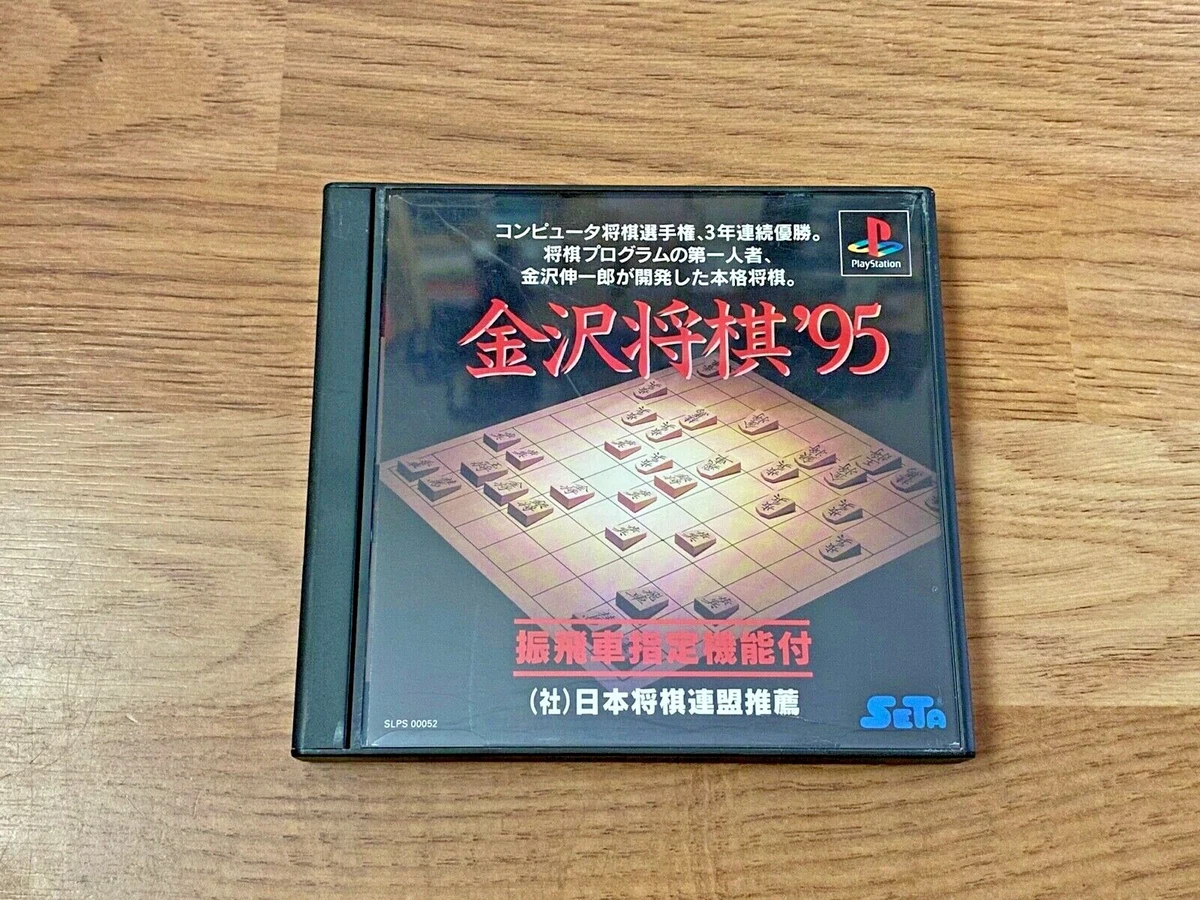 コンピュータ将棋選手権、3年連続優勝。
将棋プログラムの第一人者、
金沢伸一郎が開発した本格将棋。
PlayStation
金沢将棋'95
振飛車指定機能付
(社)日本将棋連盟推薦
SLPS 00052
SETA